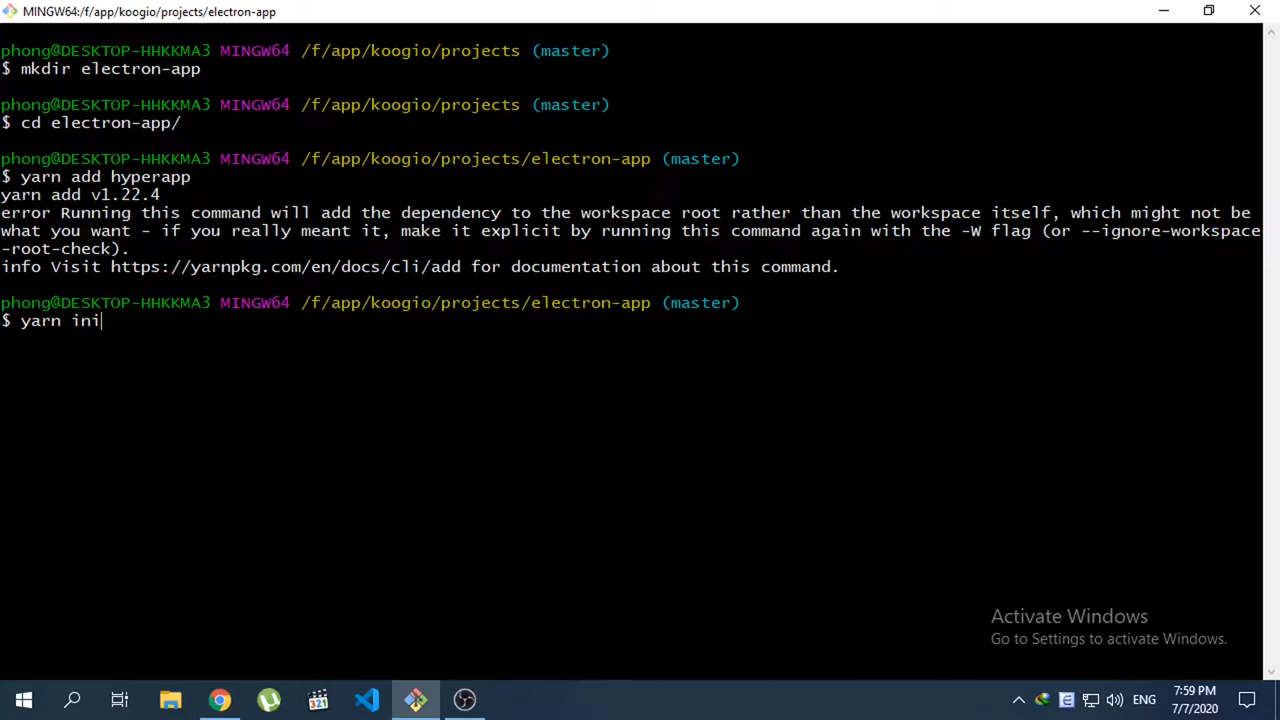 MINGW64:/f/app/koogio/projects/electron-app
phong@DESKTOP-HHKKMA3 MINGW64 /f/app/koogio/projects (master)
$ mkdir electron-app
phong@DESKTOP-HHKKMA3 MINGW64 /f/app/koogio/projects (master)
$ cd electron-app/
phong@DESKTOP-HHKKMA3 MINGW64 /f/app/koogio/projects/electron-app (master)
$ yarn add hyperapp
yarn add v1.22.4
error Running this command will add the dependency to the workspace root rather than the workspace itself, which might not be
what you want - if you really meant it, make it explicit by running this command again with the -W flag (or --ignore-workspace
-root-check).
info Visit https://yarnpkg.com/en/docs/cli/add for documentation about this command.
phong@DESKTOP-HHKKMA3 MINGW64 /f/app/koogio/projects/electron-app (master)
$ yarn ini
Activate Windows
Go to Settings to activate Windows.
321
ENG
7:59 PM
7/7/2020